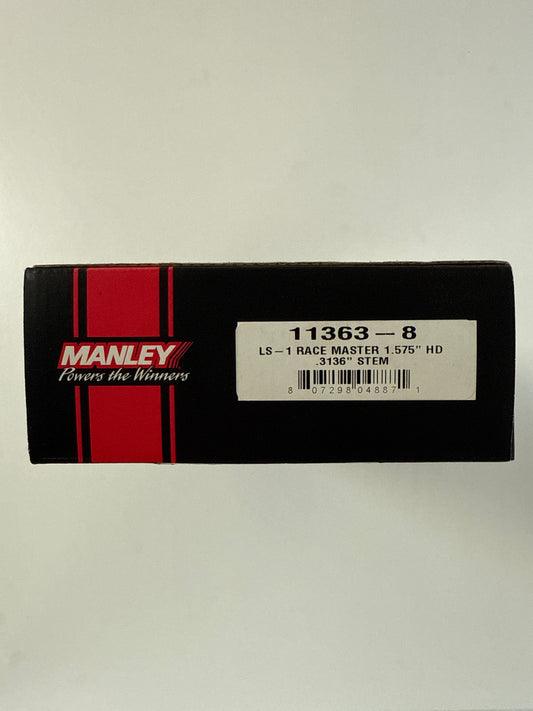 MANLEY
Powers the Winners
11363-8
LS-1 RACE MASTER 1.575" HD
.3136" STEM
8 07298 04887 1